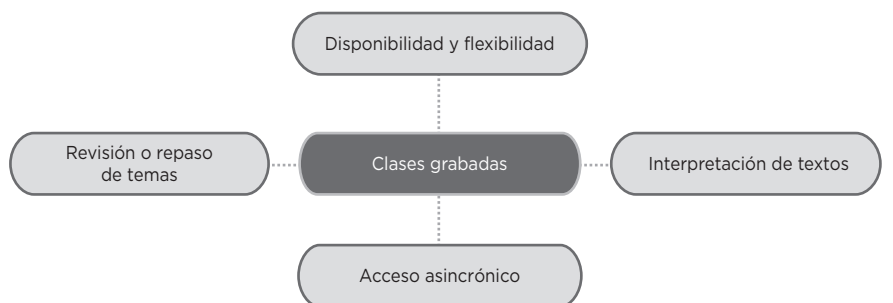 Disponibilidad y flexibilidad
Revisión o repaso
de temas
Clases grabadas
Interpretación de textos
Acceso asincrónico